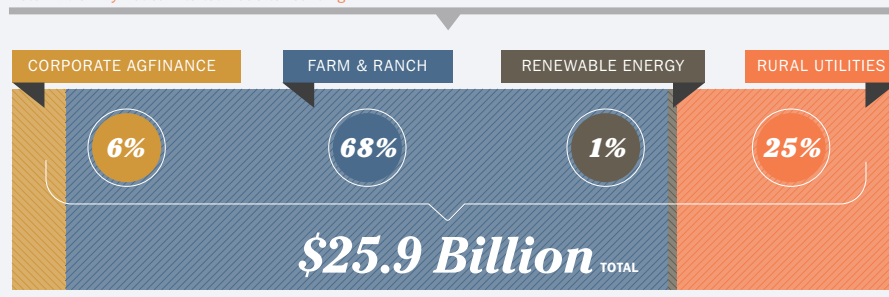 CORPORATE AGFINANCE
FARM & RANCH
RENEWABLE ENERGY
RURAL UTILITIES
6%
68%
1%
25%
$25.9 Billion TOTAL